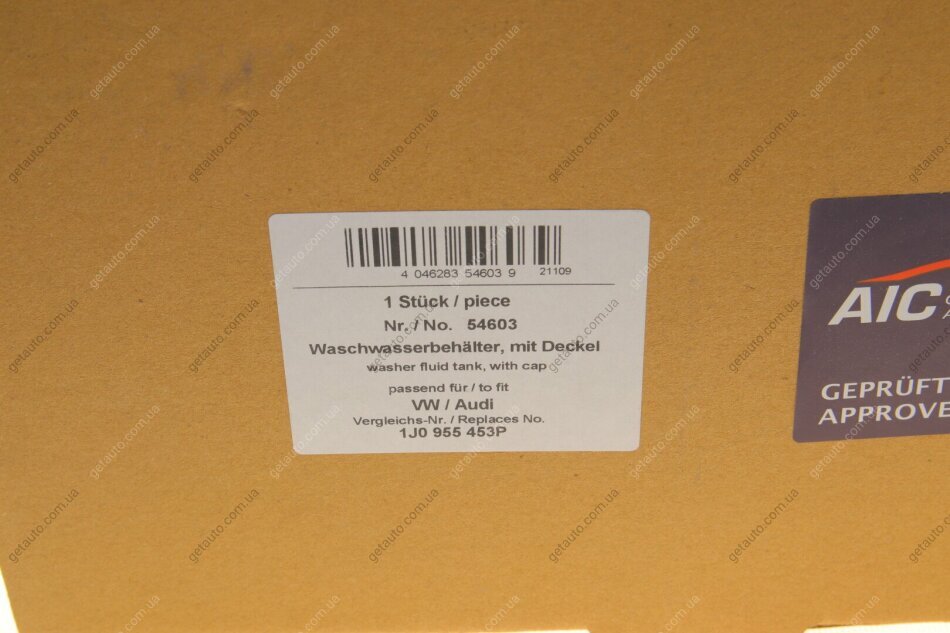 4 046283 54603 9 21109
1 Stück / piece
Nr. / No. 54603
Waschwasserbehälter, mit Deckel
washer fluid tank, with cap
passend für / to fit
VW / Audi
Vergleichs-Nr. / Replaces No.
1J0 955 453P
AIC
GEPRÜFT
APPROVE
getauto.com.ua